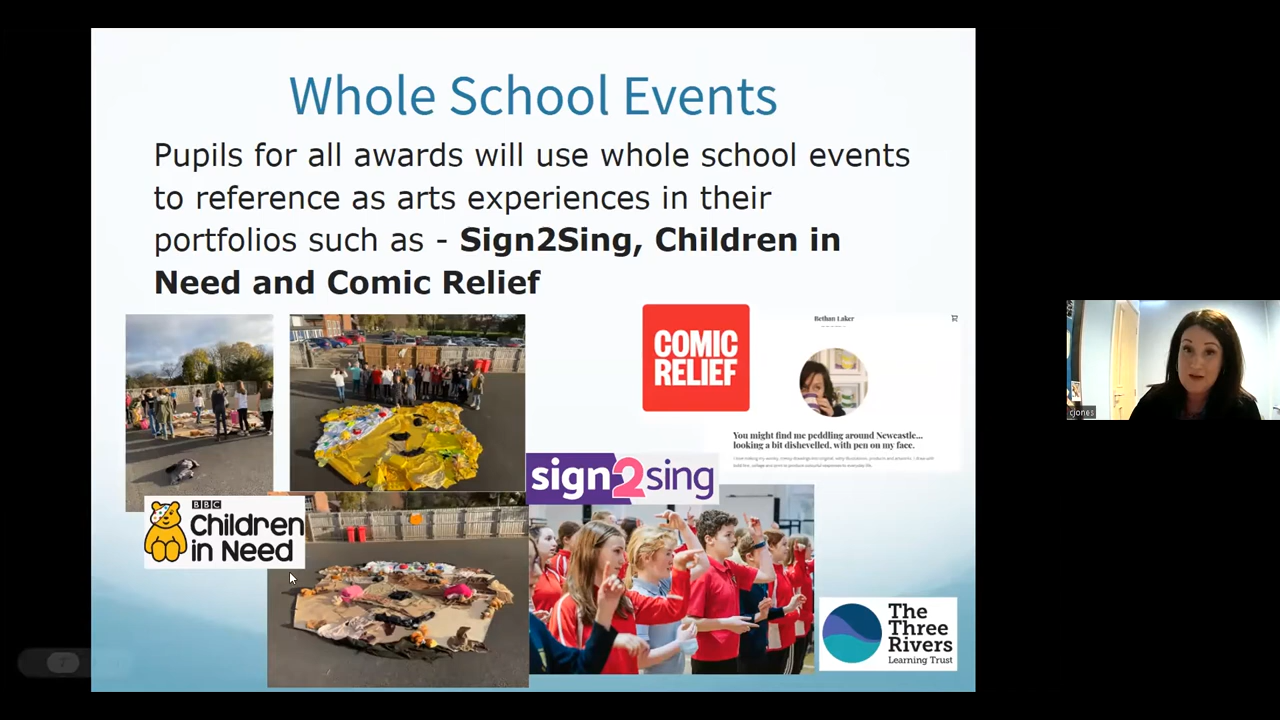 Whole School Events
Pupils for all awards will use whole school events
to reference as arts experiences in their
portfolios such as - Sign2Sing, Children in
Need and Comic Relief
COMIC
RELIEF
Bethan Laker
You might find me peddling around Newcastle...
looking a bit dishevelled, with pen on my face.
sign2sing
BBC
Children
in Need
The
Three
Rivers
Learning Trust
cjones